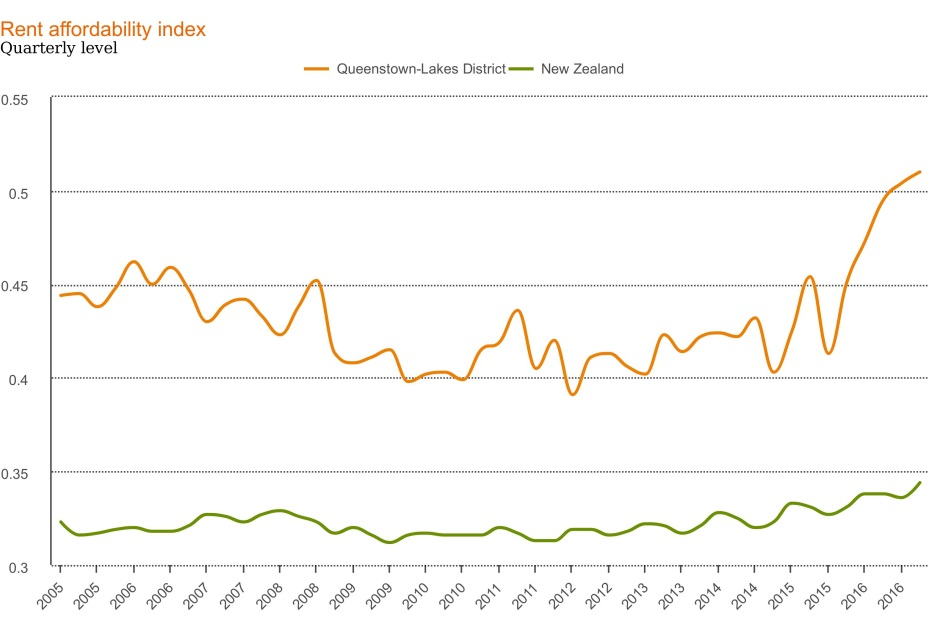 Rent affordability index
Quarterly level
Queenstown-Lakes District New Zealand
0.55
0.5
0.45
0.4
0.35
0.3
2005 2005 2006 2006 2007 2007 2008 2008 2009 2009 2010 2010 2011 2011 2012 2012 2013 2013 2014 2014 2015 2015 2016 2016